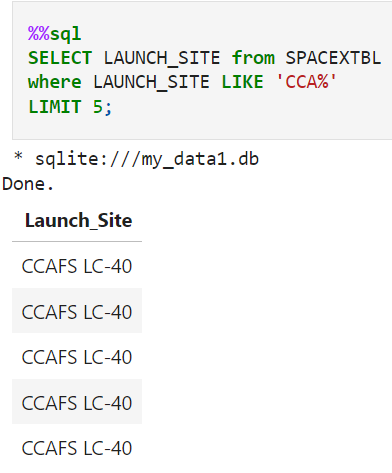 %%sql
SELECT LAUNCH_SITE from SPACEXTBL
where LAUNCH_SITE LIKE 'CCA%'
LIMIT 5;
* sqlite:///my_data1.db
Done.
Launch_Site
CCAFS LC-40
CCAFS LC-40
CCAFS LC-40
CCAFS LC-40
CCAFS LC-40